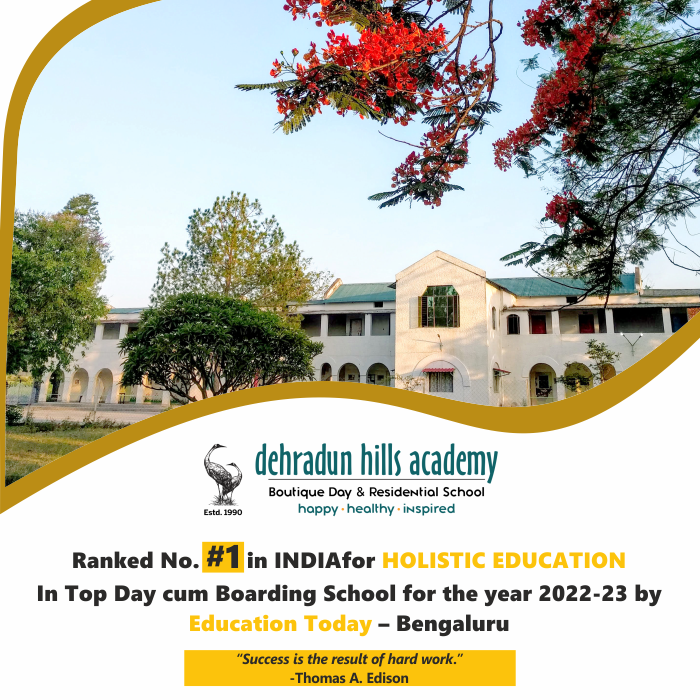 dehradun hills academy
Boutique Day & Residential School
happy · healthy · inspired
Estd. 1990
Ranked No. #1 in INDIAfor HOLISTIC EDUCATION
In Top Day cum Boarding School for the year 2022-23 by
Education Today – Bengaluru
“Success is the result of hard work.”
-Thomas A. Edison